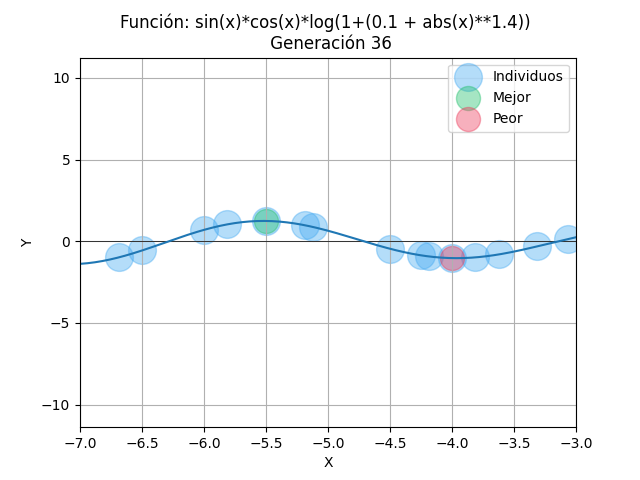 Función: sin(x)*cos(x)*log(1+(0.1 + abs(x)**1.4))
Generación 36
Individuos
Mejor
Peor
10
5
0
−5
−10
Y
−7.0 −6.5 −6.0 −5.5 −5.0 −4.5 −4.0 −3.5 −3.0
X